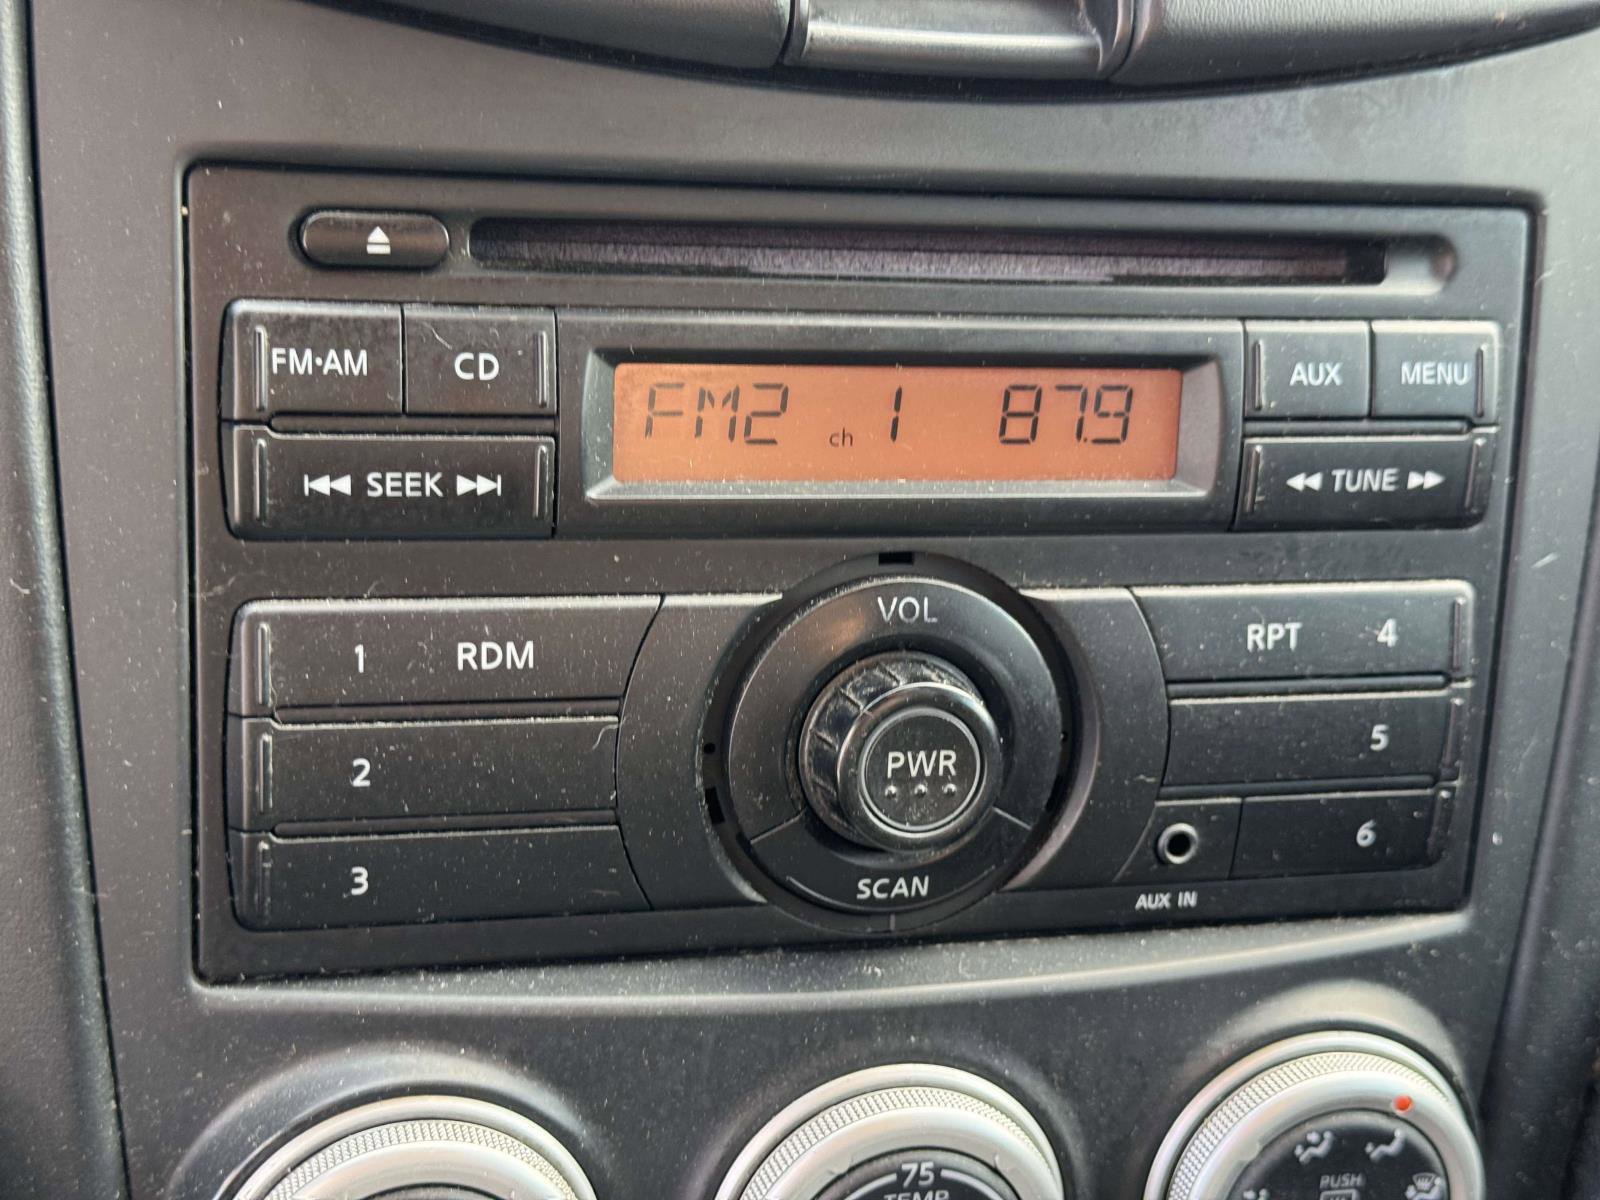 FM•AM CD
FM2 ch 1 87.9
AUX MENU
SEEK
TUNE
VOL
1 RDM
RPT 4
2
PWR
5
3
SCAN
6
AUX IN
75
TEMP
PUSH